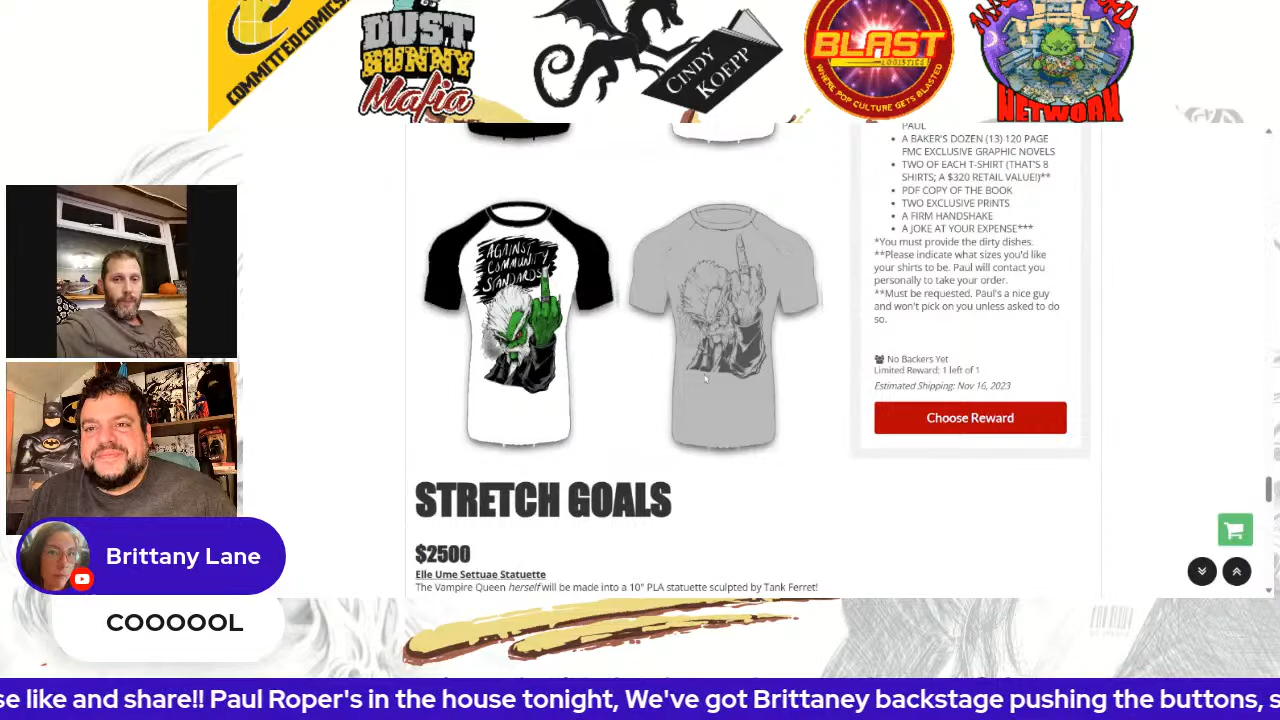 COMMITTEDCOMICS
DUST
BUNNY
Mafia
CINDY
KOEPP
BLAST
LOGISTICS
WHERE POP CULTURE GETS BLASTED
NETWORK
PAUL
A BAKER'S DOZEN (13) 120 PAGE
FMC EXCLUSIVE GRAPHIC NOVELS
TWO OF EACH T-SHIRT (THAT'S 8
SHIRTS; A $320 RETAIL VALUE!)**
PDF COPY OF THE BOOK
TWO EXCLUSIVE PRINTS
A FIRM HANDSHAKE
A JOKE AT YOUR EXPENSE***
*You must provide the dirty dishes.
**Please indicate what sizes you'd like
your shirts to be. Paul will contact you
personally to take your order.
**Must be requested. Paul's a nice guy
and won't pick on you unless asked to do
so.
No Backers Yet
Limited Reward: 1 left of 1
Estimated Shipping: Nov 16, 2023
Choose Reward
AGAINST
COMMUNITY
STANDARDS
STRETCH GOALS
$2500
Elle Ume Settuae Statuette
The Vampire Queen herself will be made into a 10" PLA statuette sculpted by Tank Ferret!
Brittany Lane
COOOOOL
se like and share!! Paul Roper's in the house tonight, We've got Brittaney backstage pushing the buttons, s